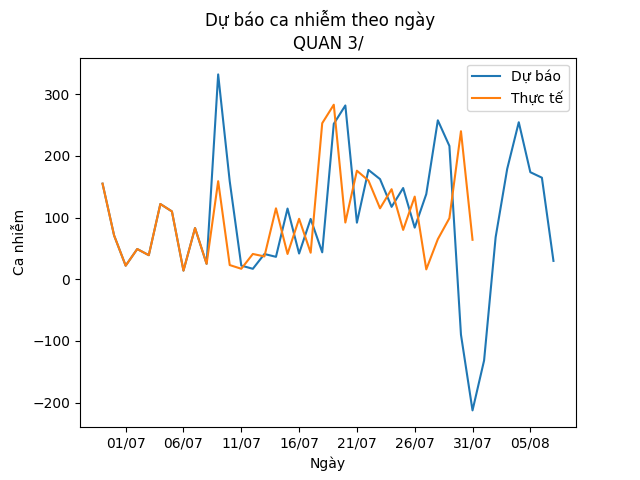 Dự báo ca nhiễm theo ngày
QUAN 3/
Dự báo
Thực tế
Ca nhiễm
300
200
100
0
−100
−200
01/07 06/07 11/07 16/07 21/07 26/07 31/07 05/08
Ngày